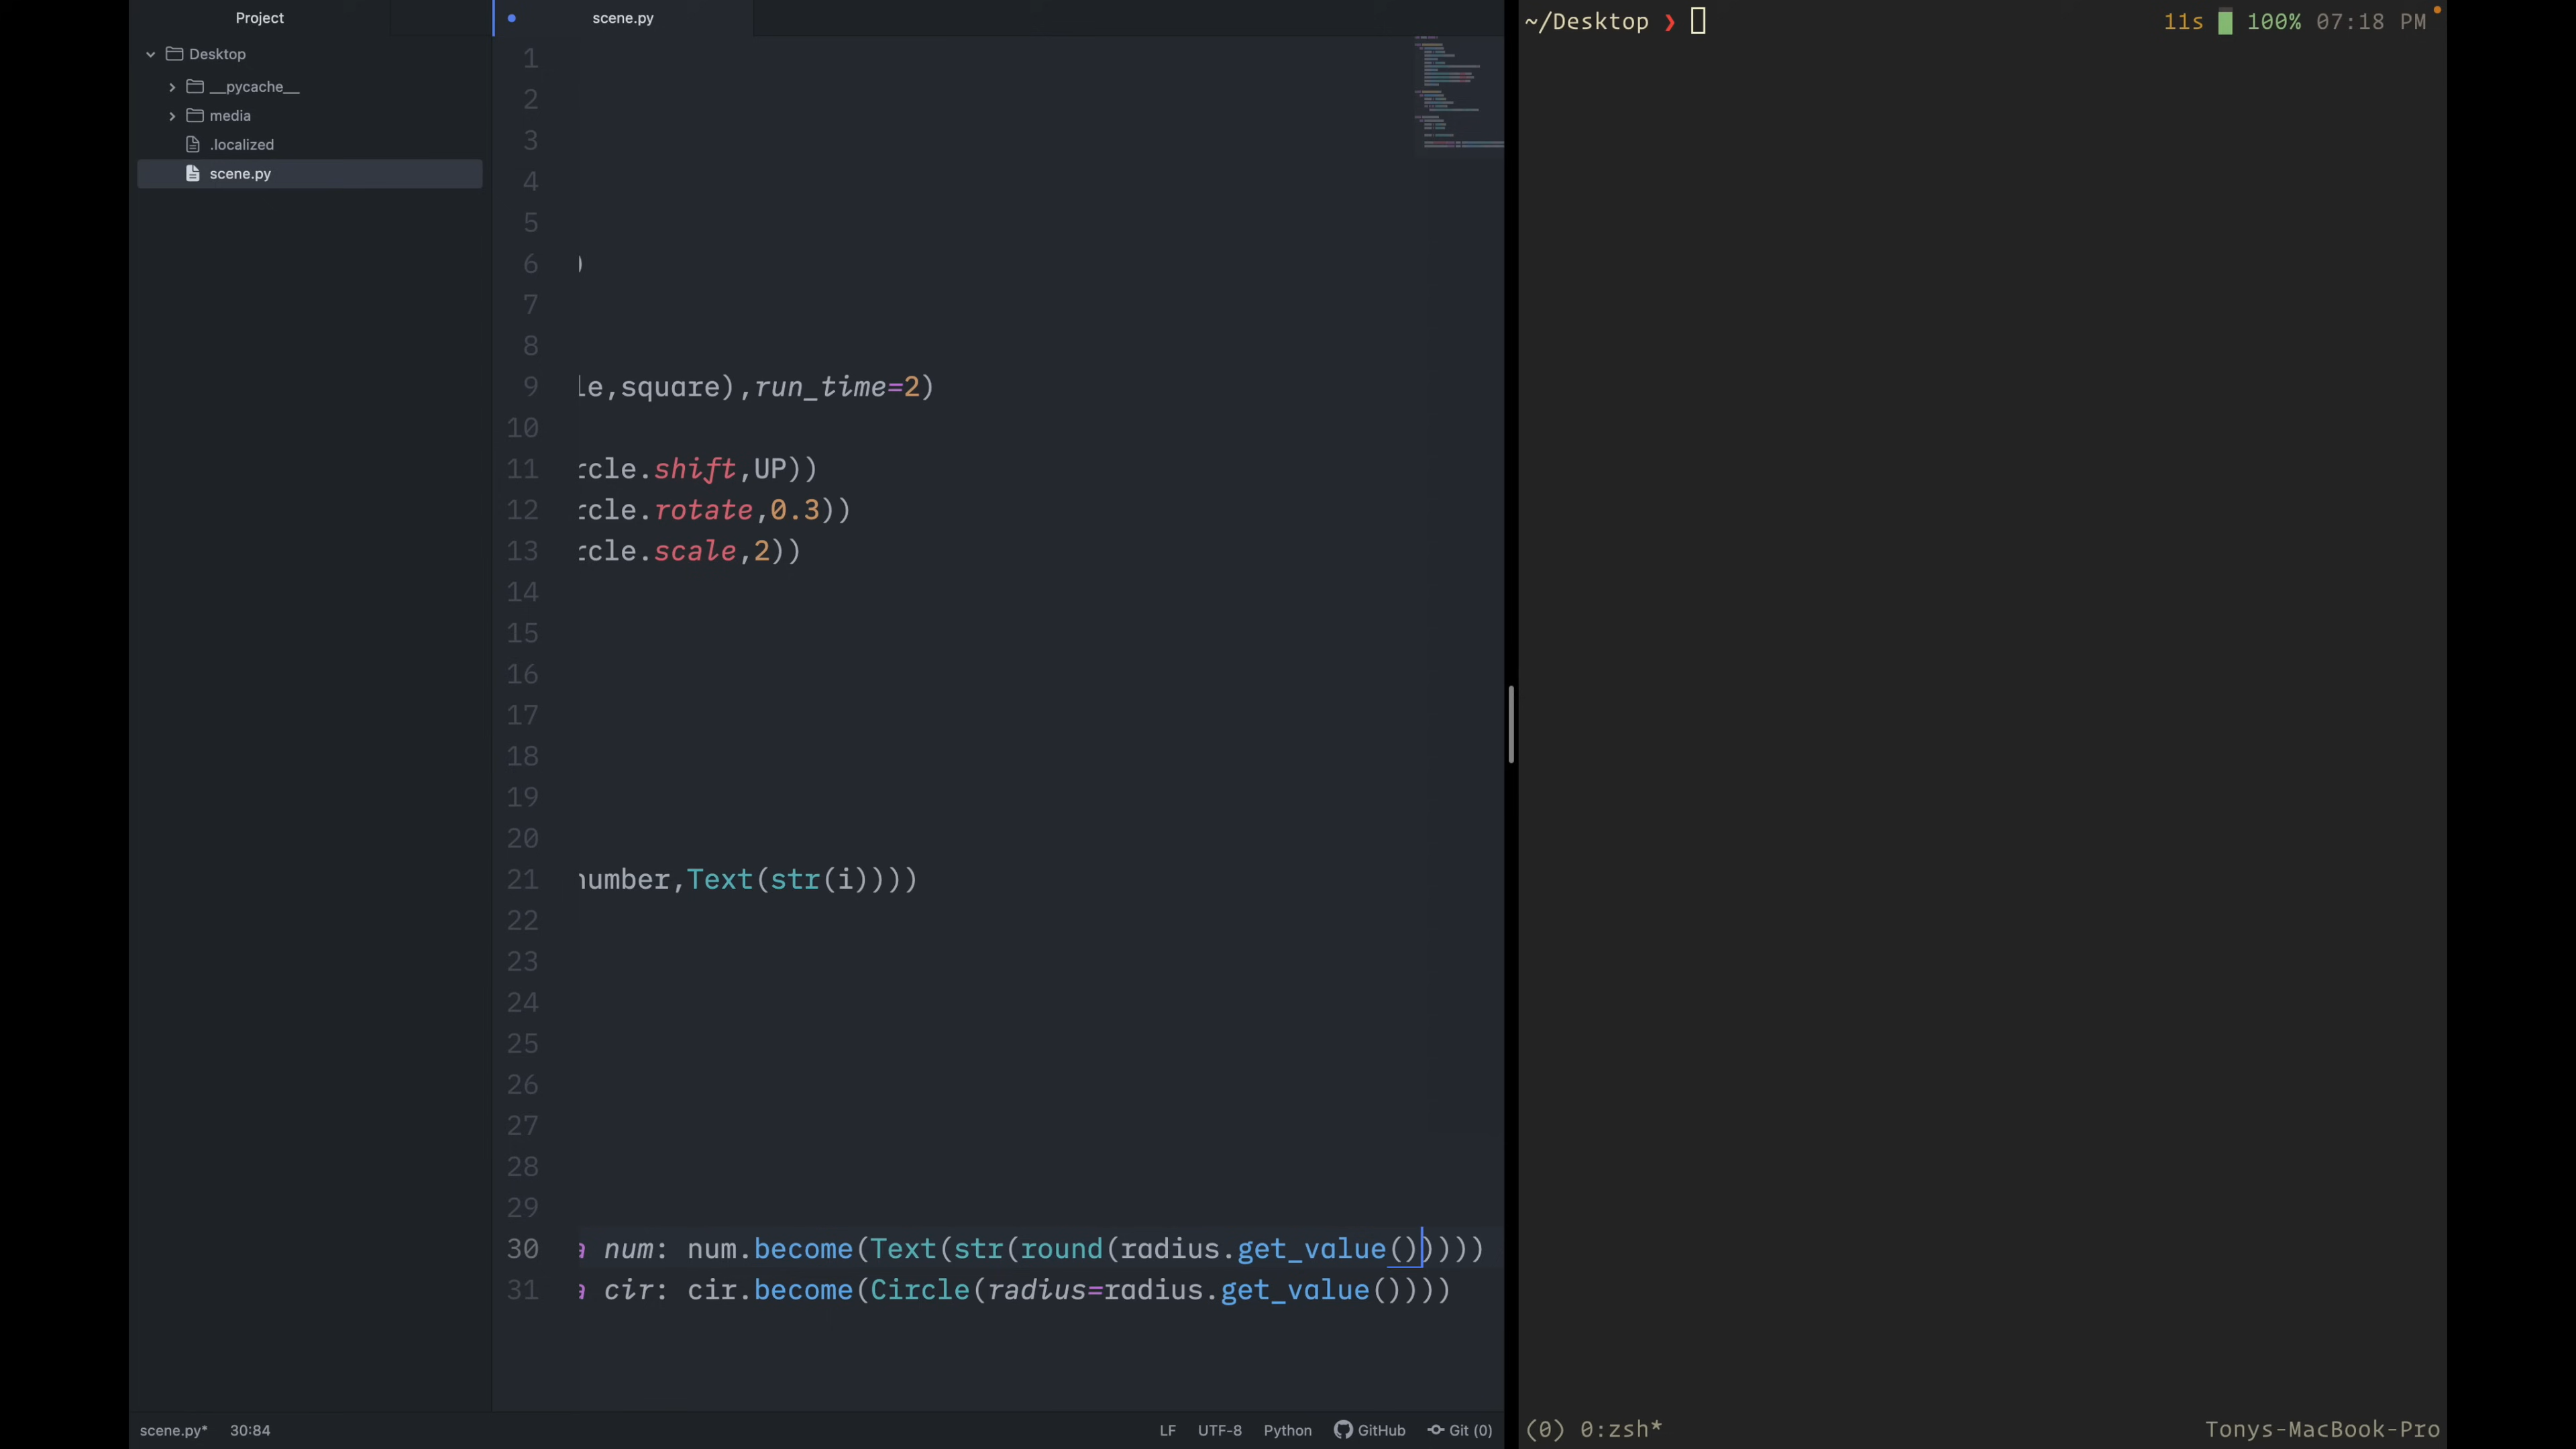 Project
Desktop
__pycache__
media
.localized
scene.py
scene.py
1
2
3
4
5
6 )
7
8
9 le,square),run_time=2)
10
11 rcle.shift,UP))
12 rcle.rotate,0.3))
13 rcle.scale,2))
14
15
16
17
18
19
20
21 number,Text(str(i))))
22
23
24
25
26
27
28
29
30 a num: num.become(Text(str(round(radius.get_value()))))
31 a cir: cir.become(Circle(radius=radius.get_value())))
scene.py* 30:84 LF UTF-8 Python GitHub Git (0)
~/Desktop ❯ 11s 100% 07:18 PM
(0) 0:zsh* Tonys-MacBook-Pro